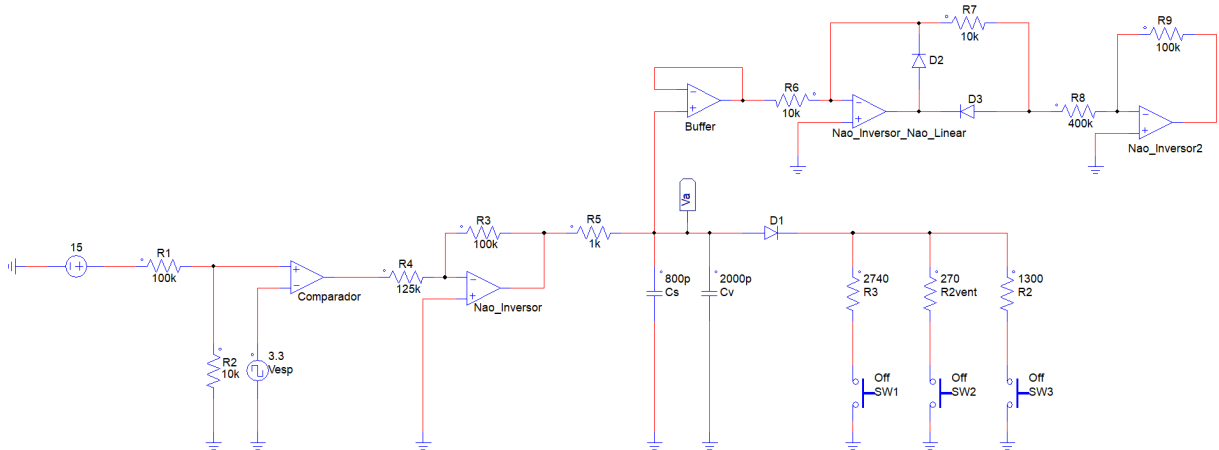 R7
10k
R9
100k
D2
R6
10k
Buffer
Nao_Inversor_Nao_Linear
D3
R8
400k
Nao_Inversor2
Va
15
R1
100k
Comparador
R2
10k
3.3
Vesp
R4
125k
R3
100k
Nao_Inversor
R5
1k
800p
Cs
2000p
Cv
D1
2740
R3
270
R2vent
1300
R2
Off
SW1
Off
SW2
Off
SW3